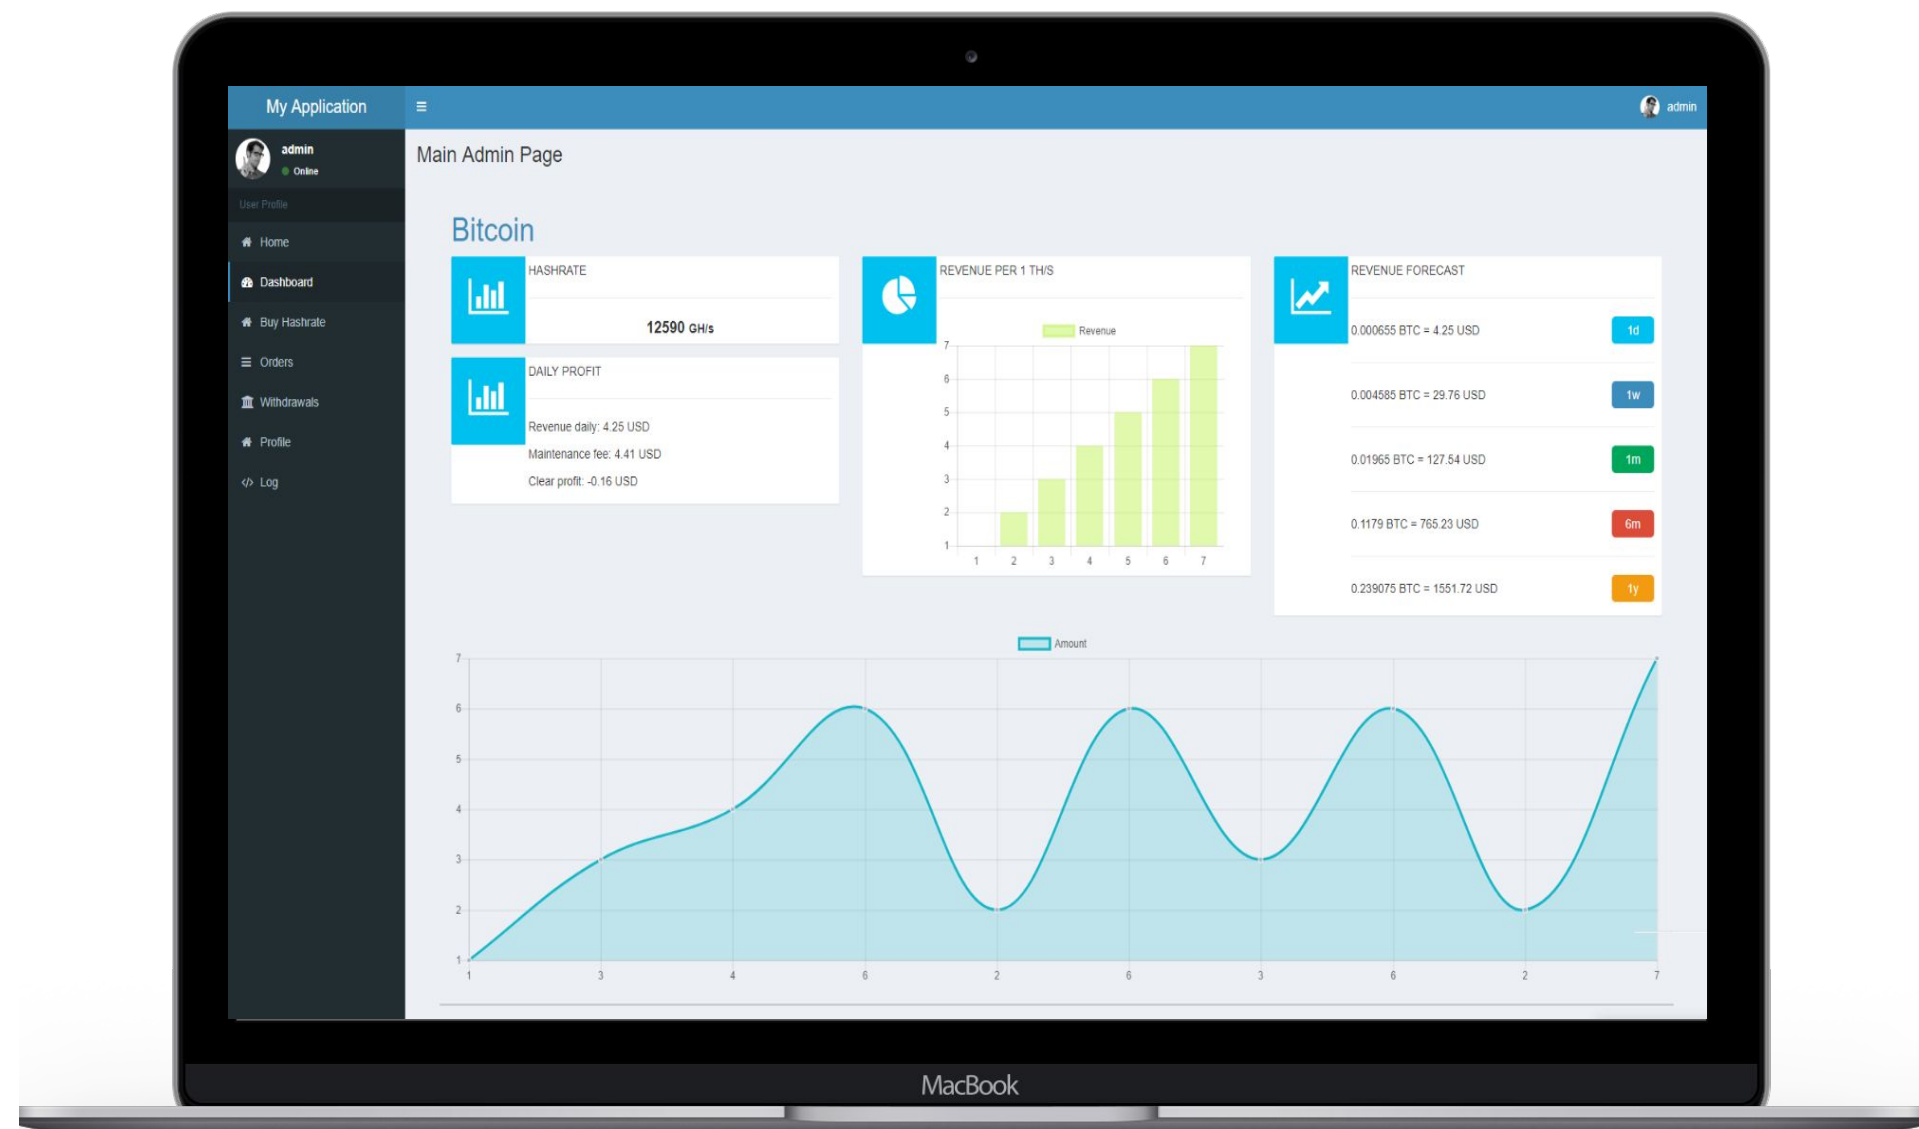 My Application
admin
admin
Online
Main Admin Page
User Profile
Home
Dashboard
Buy Hashrate
Orders
Withdrawals
Profile
Log
Bitcoin
HASHRATE
12590 GH/s
DAILY PROFIT
Revenue daily: 4.25 USD
Maintenance fee: 4.41 USD
Clear profit: -0.16 USD
REVENUE PER 1 TH/S
Revenue
7
6
5
4
3
2
1
1 2 3 4 5 6 7
REVENUE FORECAST
0.000655 BTC = 4.25 USD 1d
0.004585 BTC = 29.76 USD 1w
0.01965 BTC = 127.54 USD 1m
0.1179 BTC = 765.23 USD 6m
0.239075 BTC = 1551.72 USD 1y
Amount
7
6
5
4
3
2
1
1 3 4 6 2 6 3 6 2 7
MacBook